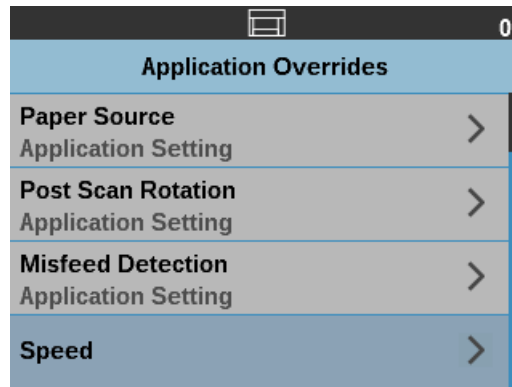 0
Application Overrides
Paper Source
Application Setting
Post Scan Rotation
Application Setting
Misfeed Detection
Application Setting
Speed